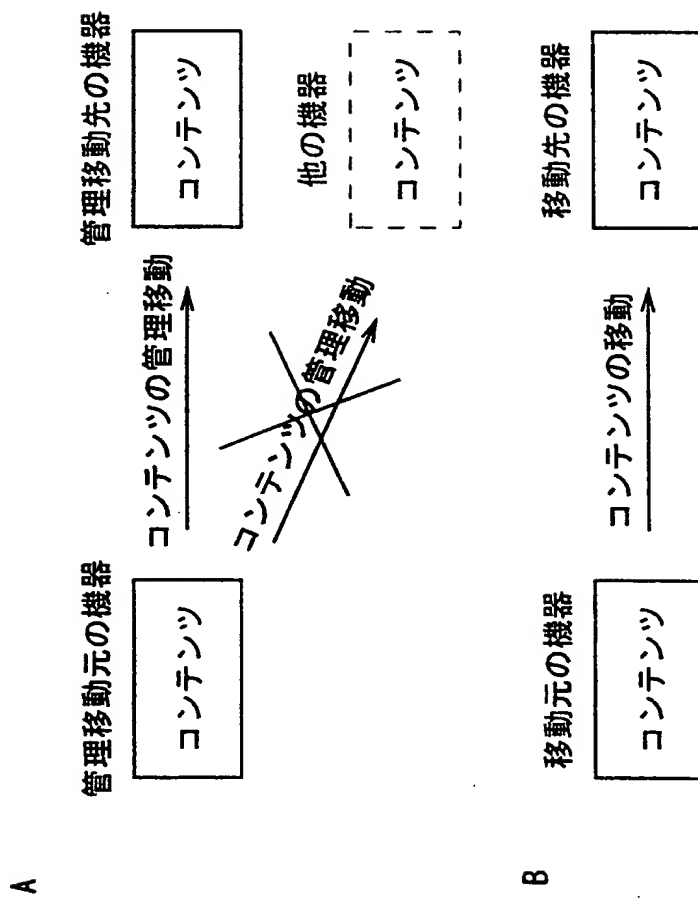 A
管理移動元の機器
コンテンツ
コンテンツの管理移動
管理移動先の機器
コンテンツ
コンテンツの管理移動
他の機器
コンテンツ
B
移動元の機器
コンテンツ
コンテンツの移動
移動先の機器
コンテンツ